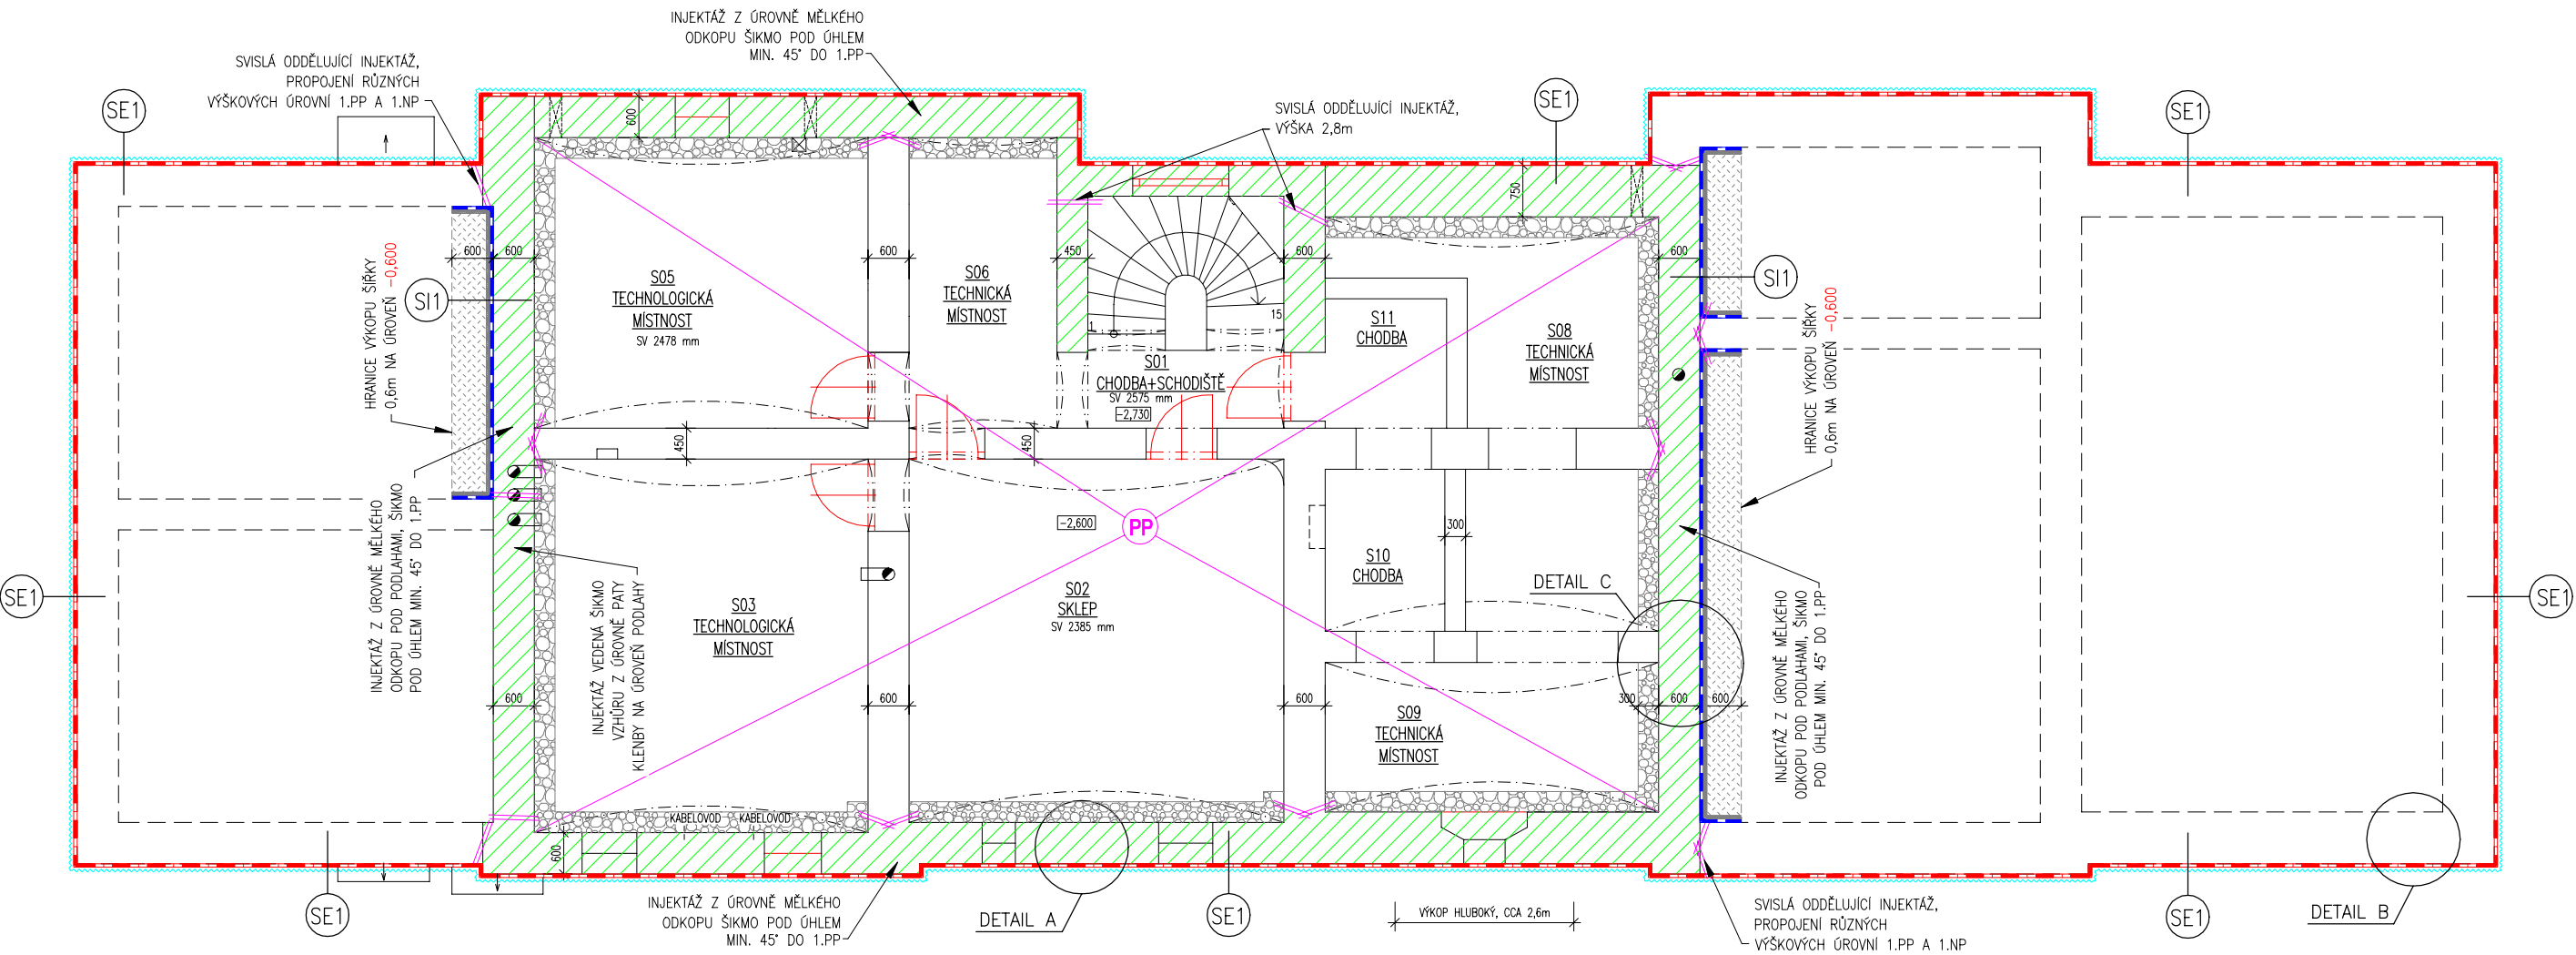 INJEKTÁŽ Z ÚROVNĚ MĚLKÉHO
ODKOPU ŠIKMO POD ÚHLEM
MIN. 45° DO 1.PP
SVISLÁ ODDĚLUJÍCÍ INJEKTÁŽ,
PROPOJENÍ RŮZNÝCH
VÝŠKOVÝCH ÚROVNÍ 1.PP A 1.NP
SE1
SVISLÁ ODDĚLUJÍCÍ INJEKTÁŽ,
VÝŠKA 2,8m
SE1
SE1
600
750
600
600
600
450
600
600
HRANICE VÝKOPU ŠÍŘKY
0,6m NA ÚROVEŇ -0,600
SI1
S05
TECHNOLOGICKÁ
MÍSTNOST
SV 2478 mm
S06
TECHNICKÁ
MÍSTNOST
1
15
S01
CHODBA+SCHODIŠTĚ
SV 2575 mm
-2,730
S11
CHODBA
S08
TECHNICKÁ
MÍSTNOST
SI1
HRANICE VÝKOPU ŠÍŘKY
0,6m NA ÚROVEŇ -0,600
450
450
INJEKTÁŽ Z ÚROVNĚ MĚLKÉHO
ODKOPU POD PODLAHAMI, ŠIKMO
POD ÚHLEM MIN. 45° DO 1.PP
-2,600
PP
300
S10
CHODBA
DETAIL C
SE1
INJEKTÁŽ VEDENÁ ŠIKMO
VZHŮRU Z ÚROVNĚ PATY
KLENBY NA ÚROVEŇ PODLAHY
S03
TECHNOLOGICKÁ
MÍSTNOST
S02
SKLEP
SV 2385 mm
INJEKTÁŽ Z ÚROVNĚ MĚLKÉHO
ODKOPU POD PODLAHAMI, ŠIKMO
POD ÚHLEM MIN. 45° DO 1.PP
SE1
600
600
600
300
600
600
S09
TECHNICKÁ
MÍSTNOST
KABELOVOD
KABELOVOD
600
SE1
INJEKTÁŽ Z ÚROVNĚ MĚLKÉHO
ODKOPU ŠIKMO POD ÚHLEM
MIN. 45° DO 1.PP
DETAIL A
SE1
VÝKOP HLUBOKÝ, CCA 2,6m
SVISLÁ ODDĚLUJÍCÍ INJEKTÁŽ,
PROPOJENÍ RŮZNÝCH
VÝŠKOVÝCH ÚROVNÍ 1.PP A 1.NP
SE1
DETAIL B